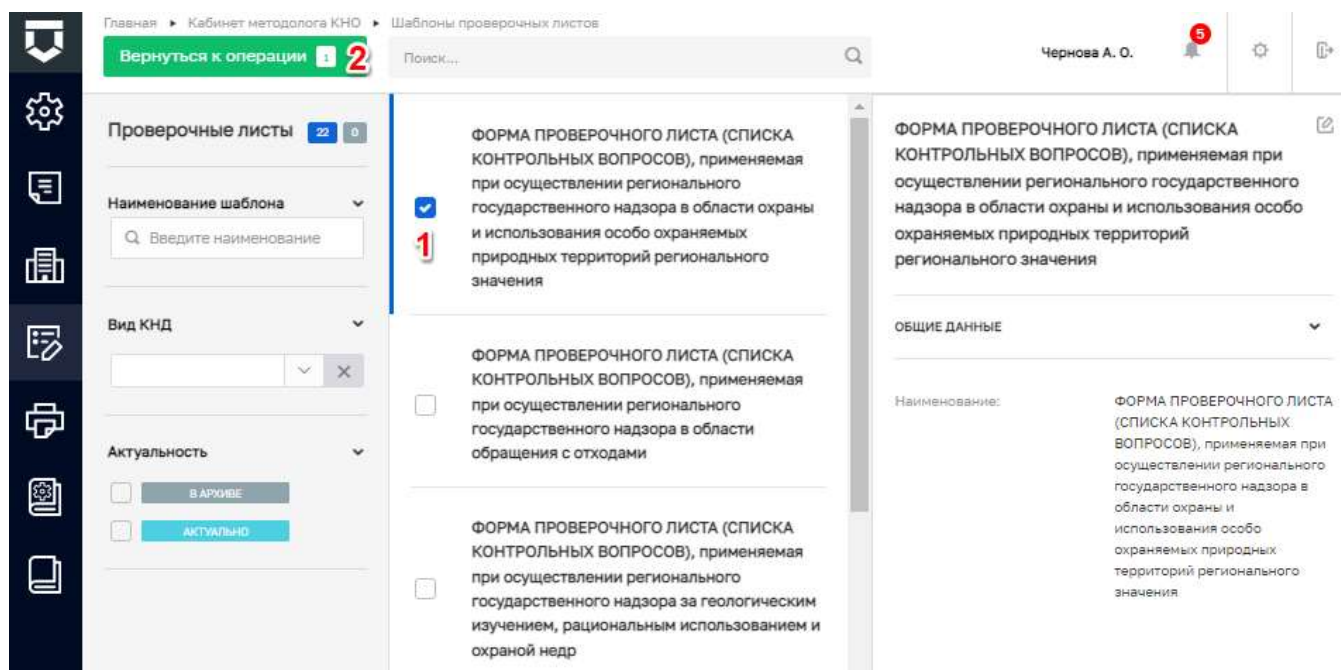 Главная ▸ Кабинет методолога КНО ▸ Шаблоны проверочных листов
Вернуться к операции 1 2
Поиск...
Чернова А. О.
5
Проверочные листы 22 0
Наименование шаблона
Введите наименование
Вид КНД
Актуальность
В АРХИВЕ
АКТУАЛЬНО
ФОРМА ПРОВЕРОЧНОГО ЛИСТА (СПИСКА
КОНТРОЛЬНЫХ ВОПРОСОВ), применяемая
при осуществлении регионального
государственного надзора в области охраны
и использования особо охраняемых
природных территорий регионального
значения
1
ФОРМА ПРОВЕРОЧНОГО ЛИСТА (СПИСКА
КОНТРОЛЬНЫХ ВОПРОСОВ), применяемая
при осуществлении регионального
государственного надзора в области
обращения с отходами
ФОРМА ПРОВЕРОЧНОГО ЛИСТА (СПИСКА
КОНТРОЛЬНЫХ ВОПРОСОВ), применяемая
при осуществлении регионального
государственного надзора за геологическим
изучением, рациональным использованием и
охраной недр
ФОРМА ПРОВЕРОЧНОГО ЛИСТА (СПИСКА
КОНТРОЛЬНЫХ ВОПРОСОВ), применяемая при
осуществлении регионального государственного
надзора в области охраны и использования особо
охраняемых природных территорий
регионального значения
ОБЩИЕ ДАННЫЕ
Наименование:
ФОРМА ПРОВЕРОЧНОГО ЛИСТА
(СПИСКА КОНТРОЛЬНЫХ
ВОПРОСОВ), применяемая при
осуществлении регионального
государственного надзора в
области охраны и
использования особо
охраняемых природных
территорий регионального
значения